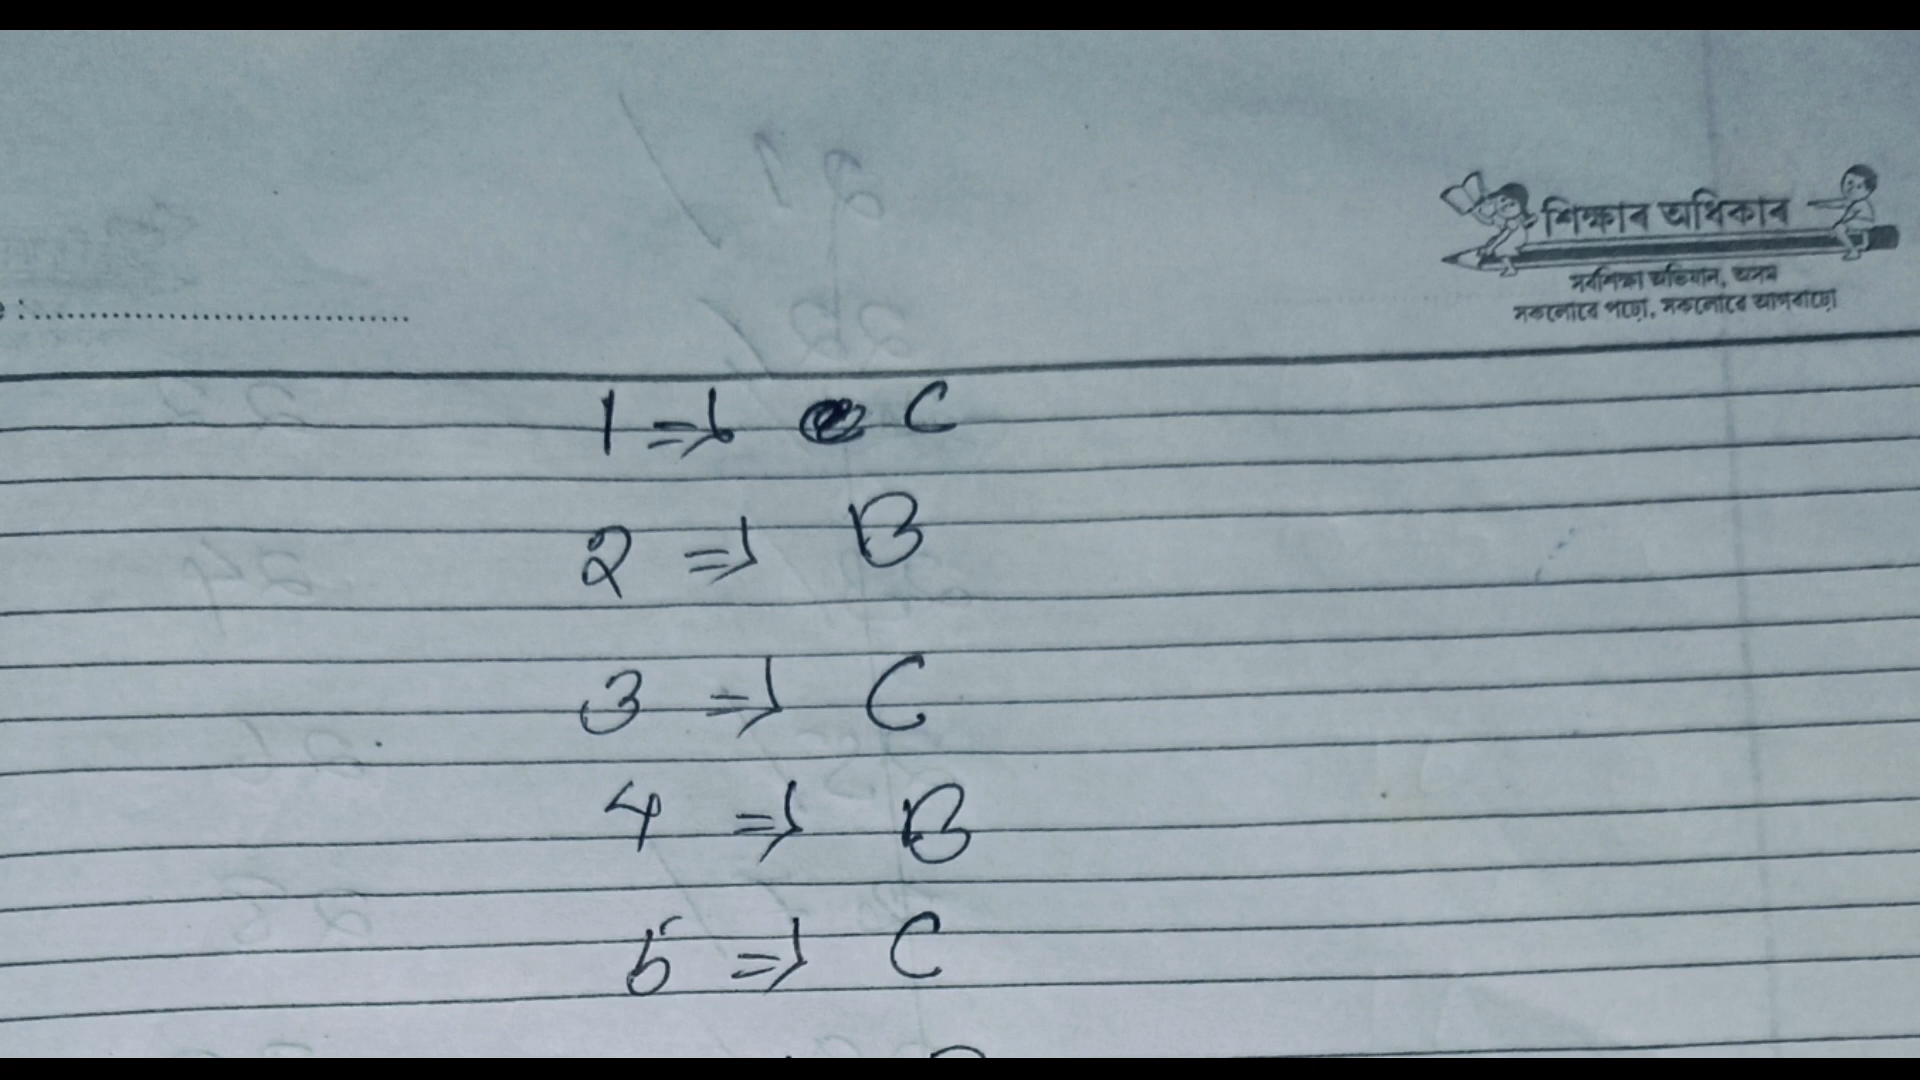 শিক্ষাৰ অধিকাৰ
সৰ্বশিক্ষা অভিযান, অসম
সকলোৱে পঢ়ো, সকলোৱে আগবাঢ়ো
1 => C
2 => B
3 => C
4 => B
5 => C